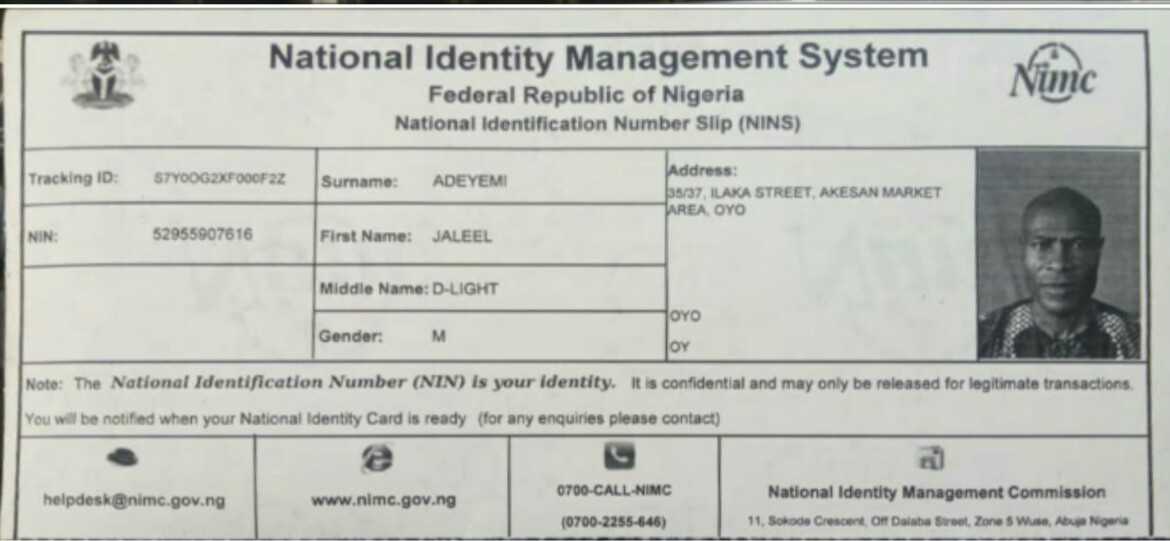 National Identity Management System
Federal Republic of Nigeria
National Identification Number Slip (NINS)
Nimc
Tracking ID: S7Y0OG2XF000F2Z
Surname: ADEYEMI
Address:
35/37, ILAKA STREET, AKESAN MARKET
AREA, OYO
NIN: 52955907616
First Name: JALEEL
Middle Name: D-LIGHT
OYO
Gender: M
OY
Note: The National Identification Number (NIN) is your identity. It is confidential and may only be released for legitimate transactions.
You will be notified when your National Identity Card is ready (for any enquiries please contact)
helpdesk@nimc.gov.ng
www.nimc.gov.ng
0700-CALL-NIMC
(0700-2255-646)
National Identity Management Commission
11, Sokode Crescent, Off Dalaba Street, Zone 5 Wuse, Abuja Nigeria